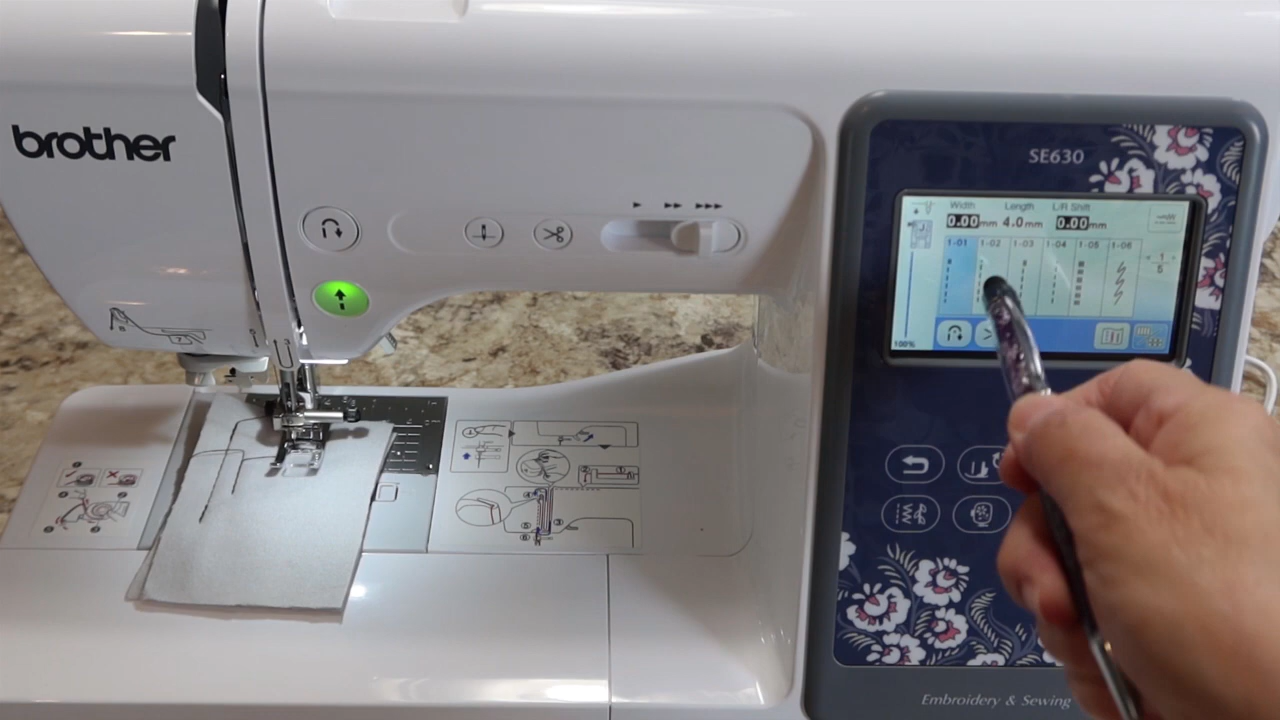 brother
SE630
Width Length L/R Shift
0.00mm 4.0mm 0.00mm
1-01 1-02 1-03 1-04 1-05 1-06
1
6
100%
Embroidery & Sewing